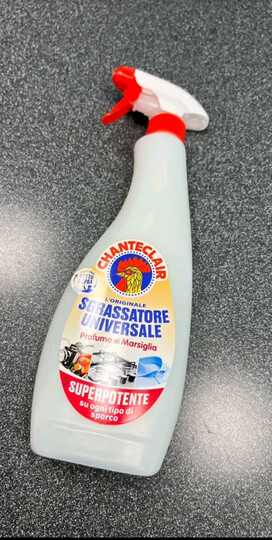 CHANTECLAIR
L'ORIGINALE
SGRASSATORE
UNIVERSALE
Profumo di Marsiglia
SUPERPOTENTE
su ogni tipo di
sporco